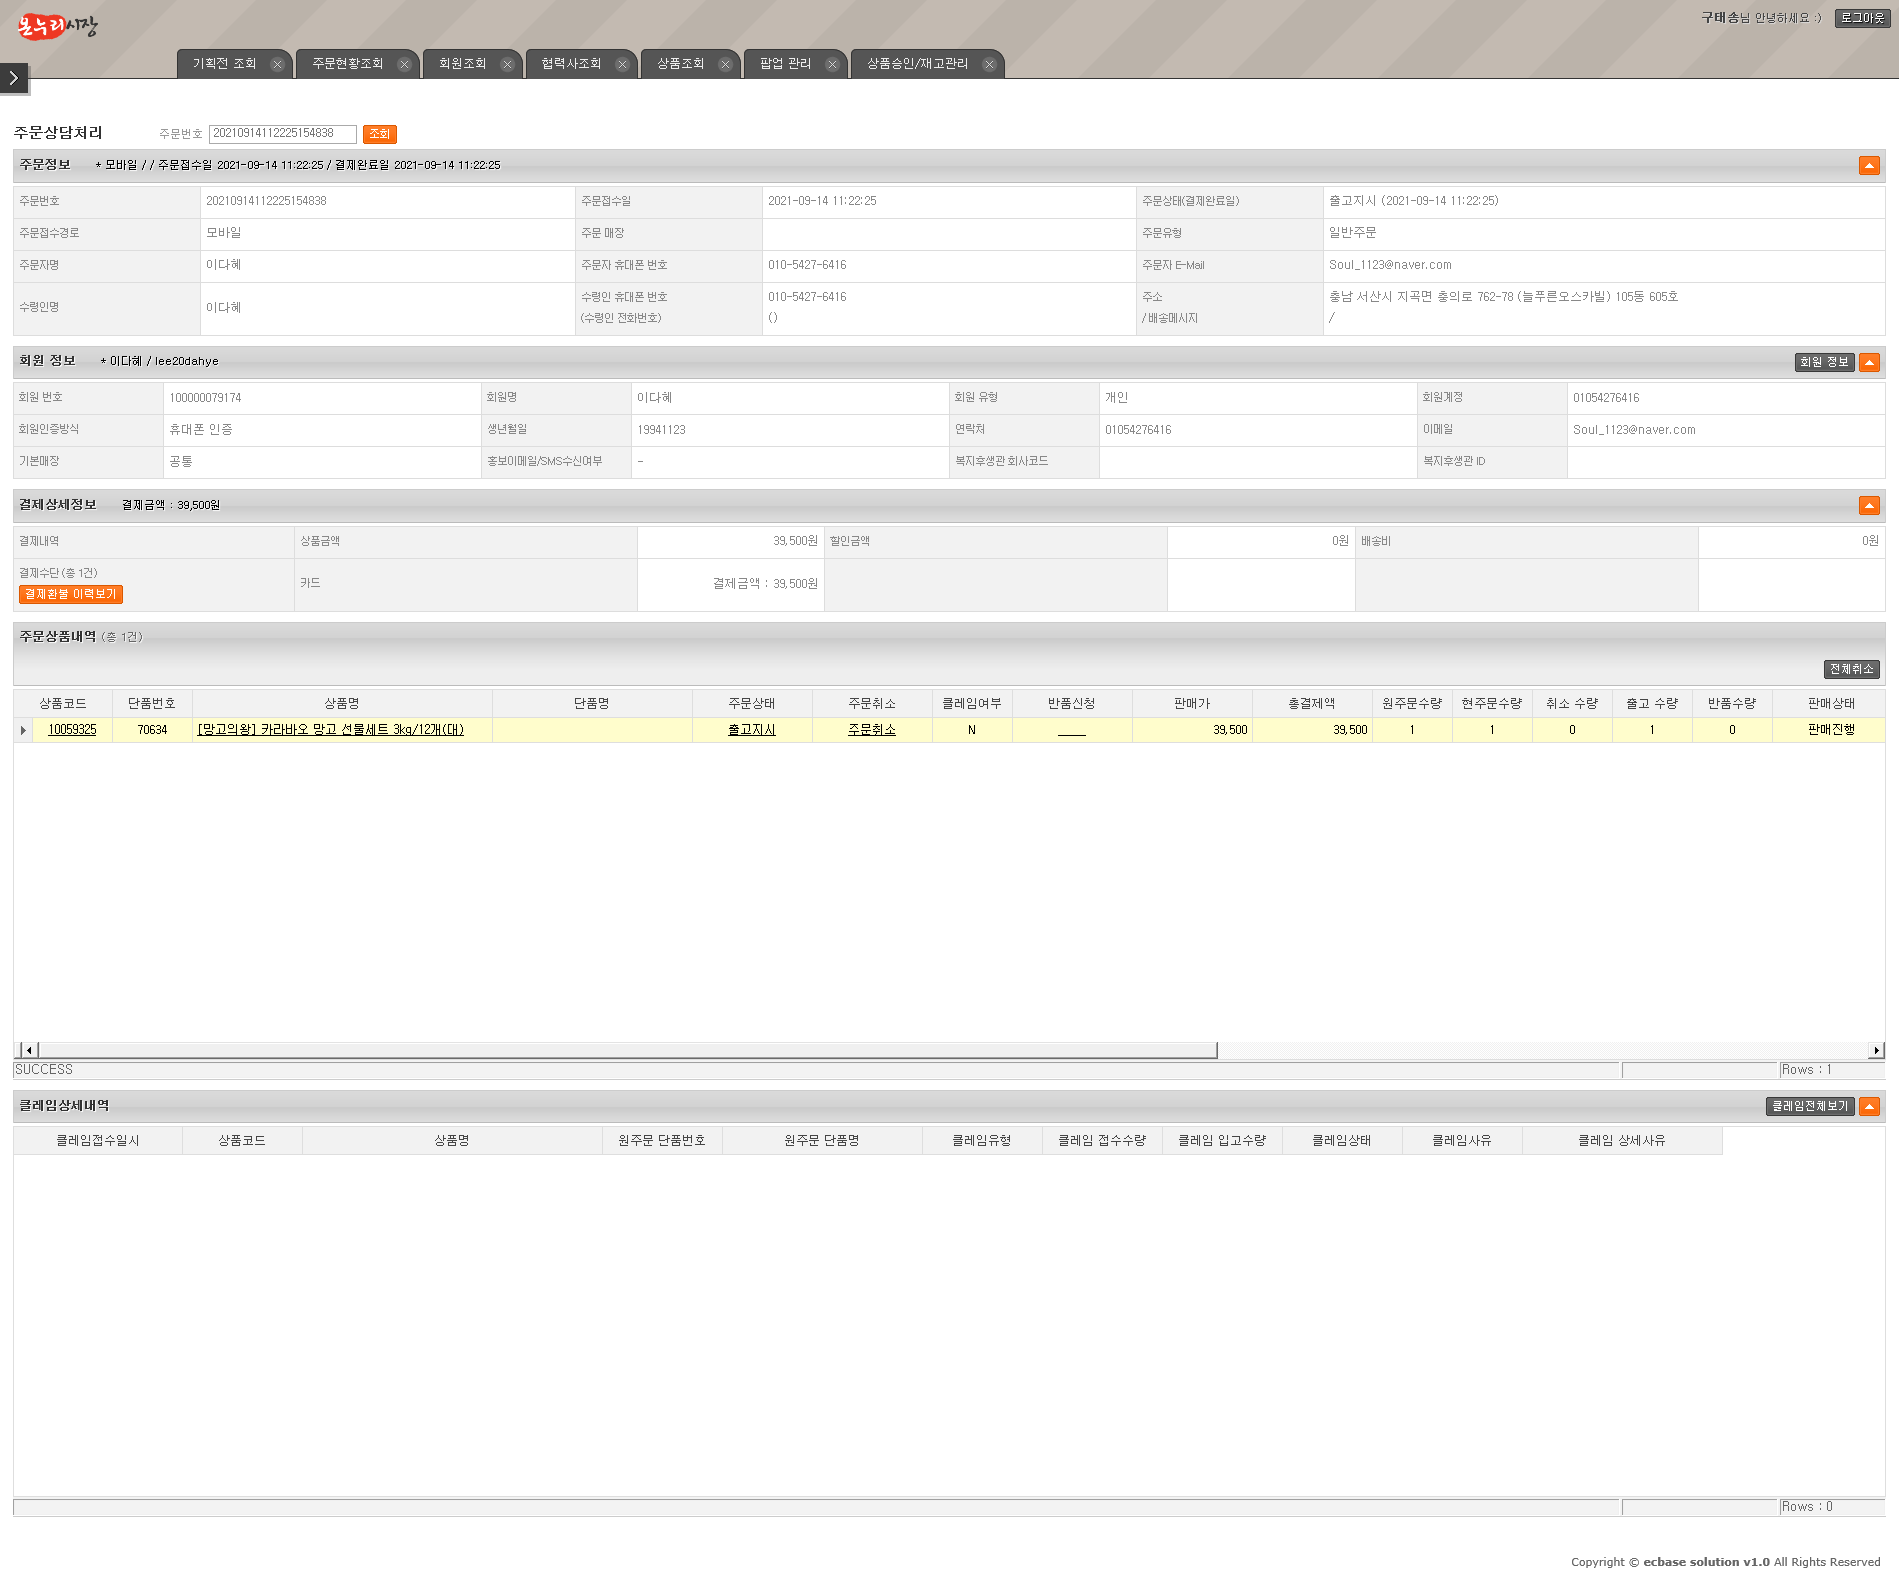 온누리시장
구태송님 안녕하세요 :) 로그아웃
기획전 조회 주문현황조회 회원조회 협력사조회 상품조회 팝업 관리 상품승인/재고관리
주문상담처리 주문번호 20210914112225154838 조회
주문정보 * 모바일 / / 주문접수일 2021-09-14 11:22:25 / 결제완료일 2021-09-14 11:22:25
주문번호 20210914112225154838 주문접수일 2021-09-14 11:22:25 주문상태(결제완료일) 출고지시 (2021-09-14 11:22:25)
주문접수경로 모바일 주문 매장 주문유형 일반주문
주문자명 이다혜 주문자 휴대폰 번호 010-5427-6416 주문자 E-Mail Soul_1123@naver.com
수령인명 이다혜 수령인 휴대폰 번호 010-5427-6416 주소 충남 서산시 지곡면 충의로 762-78 (늘푸른오스카빌) 105동 605호
(수령인 전화번호) () / 배송메시지 /
회원 정보 * 이다혜 / lee20dahye 회원 정보
회원 번호 100000079174 회원명 이다혜 회원 유형 개인 회원계정 01054276416
회원인증방식 휴대폰 인증 생년월일 19941123 연락처 01054276416 이메일 Soul_1123@naver.com
기본매장 공통 홍보이메일/SMS수신여부 - 복지후생관 회사코드 복지후생관 ID
결제상세정보 결제금액 : 39,500원
결제내역 상품금액 39,500원 할인금액 0원 배송비 0원
결제수단 (총 1건) 카드 결제금액 : 39,500원
결제환불 이력보기
주문상품내역 (총 1건)
전체취소
상품코드 단품번호 상품명 단품명 주문상태 주문취소 클레임여부 반품신청 판매가 총결제액 원주문수량 현주문수량 취소 수량 출고 수량 반품수량 판매상태
10059325 70634 [망고의왕] 카라바오 망고 선물세트 3kg/12개(대) 출고지시 주문취소 N ____ 39,500 39,500 1 1 0 1 0 판매진행
SUCCESS Rows : 1
클레임상세내역 클레임전체보기
클레임접수일시 상품코드 상품명 원주문 단품번호 원주문 단품명 클레임유형 클레임 접수수량 클레임 입고수량 클레임상태 클레임사유 클레임 상세사유
Rows : 0
Copyright © ecbase solution v1.0 All Rights Reserved